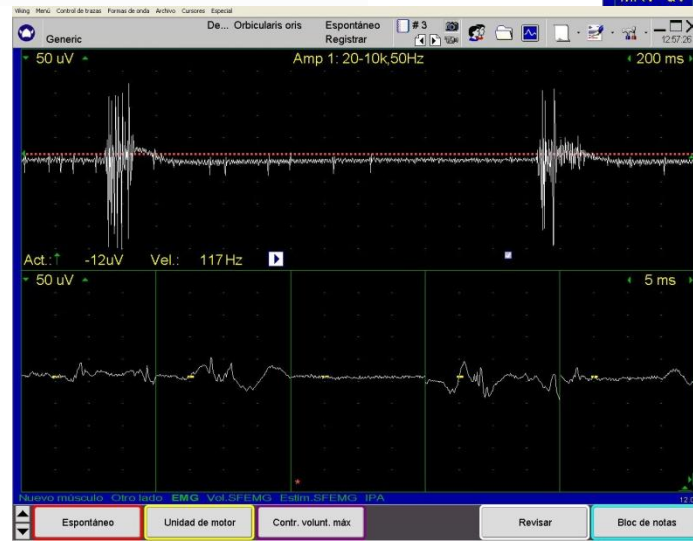 Viking Menú Control de trazas Formas de onda Archivo Cursores Especial
Generic
De... Orbicularis oris
Espontáneo
Registrar
#3
12:57:26
50 uV
Amp 1: 20-10k,50Hz
200 ms
Act.:↑ -12uV Vel.: 117 Hz
50 uV
5 ms
*
Nuevo músculo Otro lado EMG Vol.SFEMG Estim.SFEMG IPA
Espontáneo
Unidad de motor
Contr. volunt. máx
Revisar
Bloc de notas